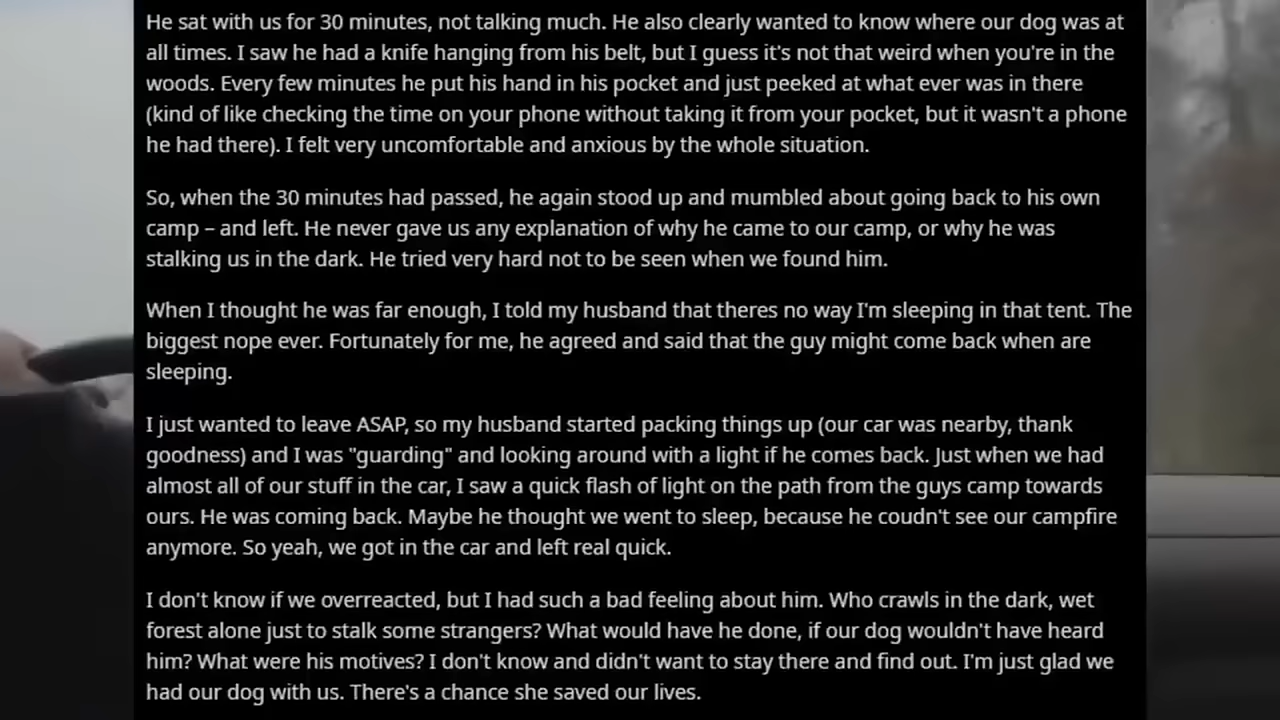 He sat with us for 30 minutes, not talking much. He also clearly wanted to know where our dog was at
all times. I saw he had a knife hanging from his belt, but I guess it's not that weird when you're in the
woods. Every few minutes he put his hand in his pocket and just peeked at what ever was in there
(kind of like checking the time on your phone without taking it from your pocket, but it wasn't a phone
he had there). I felt very uncomfortable and anxious by the whole situation.
So, when the 30 minutes had passed, he again stood up and mumbled about going back to his own
camp – and left. He never gave us any explanation of why he came to our camp, or why he was
stalking us in the dark. He tried very hard not to be seen when we found him.
When I thought he was far enough, I told my husband that theres no way I'm sleeping in that tent. The
biggest nope ever. Fortunately for me, he agreed and said that the guy might come back when are
sleeping.
I just wanted to leave ASAP, so my husband started packing things up (our car was nearby, thank
goodness) and I was "guarding" and looking around with a light if he comes back. Just when we had
almost all of our stuff in the car, I saw a quick flash of light on the path from the guys camp towards
ours. He was coming back. Maybe he thought we went to sleep, because he coudn't see our campfire
anymore. So yeah, we got in the car and left real quick.
I don't know if we overreacted, but I had such a bad feeling about him. Who crawls in the dark, wet
forest alone just to stalk some strangers? What would have he done, if our dog wouldn't have heard
him? What were his motives? I don't know and didn't want to stay there and find out. I'm just glad we
had our dog with us. There's a chance she saved our lives.